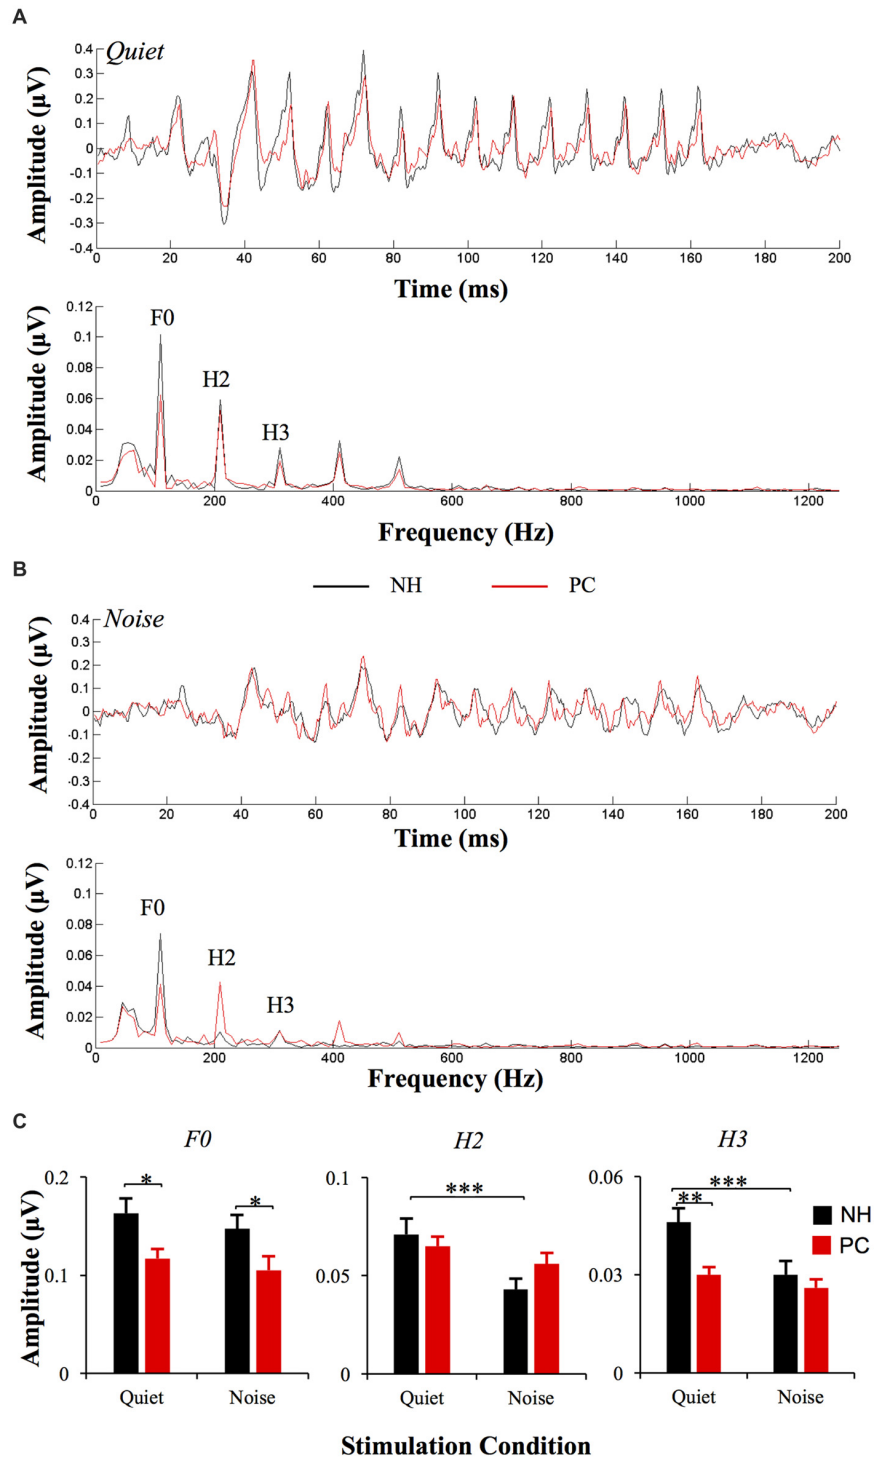 A
Quiet
Amplitude (μV)
0.4
0.3
0.2
0.1
0
-0.1
-0.2
-0.3
-0.4
0 20 40 60 80 100 120 140 160 180 200
Time (ms)
Amplitude (μV)
0.12
0.1
0.08
0.06
0.04
0.02
0
F0
H2
H3
0 200 400 600 800 1000 1200
Frequency (Hz)
B
NH PC
Noise
Amplitude (μV)
0.4
0.3
0.2
0.1
0
-0.1
-0.2
-0.3
-0.4
0 20 40 60 80 100 120 140 160 180 200
Time (ms)
Amplitude (μV)
0.12
0.1
0.08
0.06
0.04
0.02
0
F0
H2
H3
0 200 400 600 800 1000 1200
Frequency (Hz)
C
F0 H2 H3
Amplitude (μV)
0.2
0.1
0
*
*
Quiet Noise
0.1
0.05
0
***
Quiet Noise
0.06
0.03
0
***
**
Quiet Noise
NH
PC
Stimulation Condition